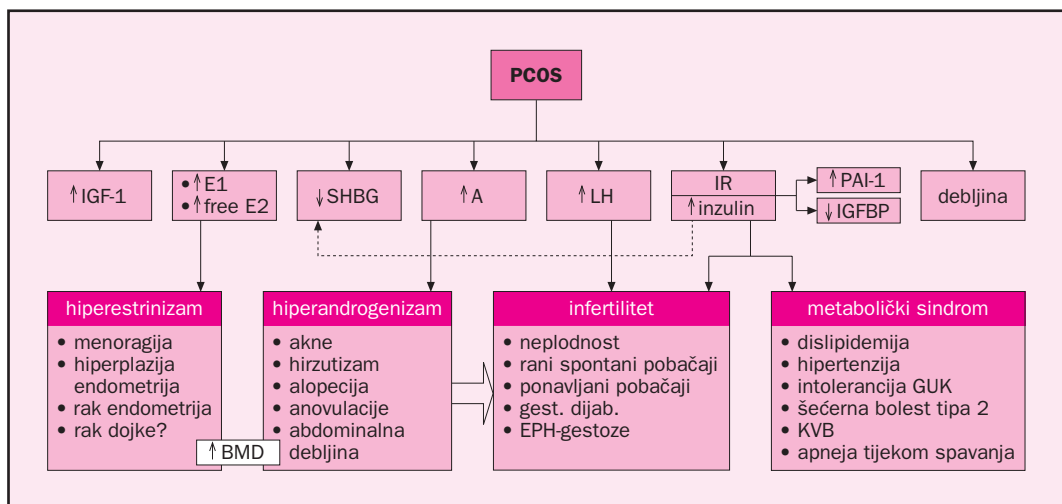 PCOS
↑ IGF-1
• ↑ E1
• ↑ free E2
↓ SHBG
↑ A
↑ LH
IR
↑ inzulin
↑ PAI-1
↓ IGFBP
debljina
hiperestrinizam
• menoragija
• hiperplazija
endometrija
• rak endometrija
• rak dojke?
↑ BMD
hiperandrogenizam
• akne
• hirzutizam
• alopecija
• anovulacije
• abdominalna
debljina
infertilitet
• neplodnost
• rani spontani pobačaji
• ponavljani pobačaji
• gest. dijab.
• EPH-gestoze
metabolički sindrom
• dislipidemija
• hipertenzija
• intolerancija GUK
• šećerna bolest tipa 2
• KVB
• apneja tijekom spavanja